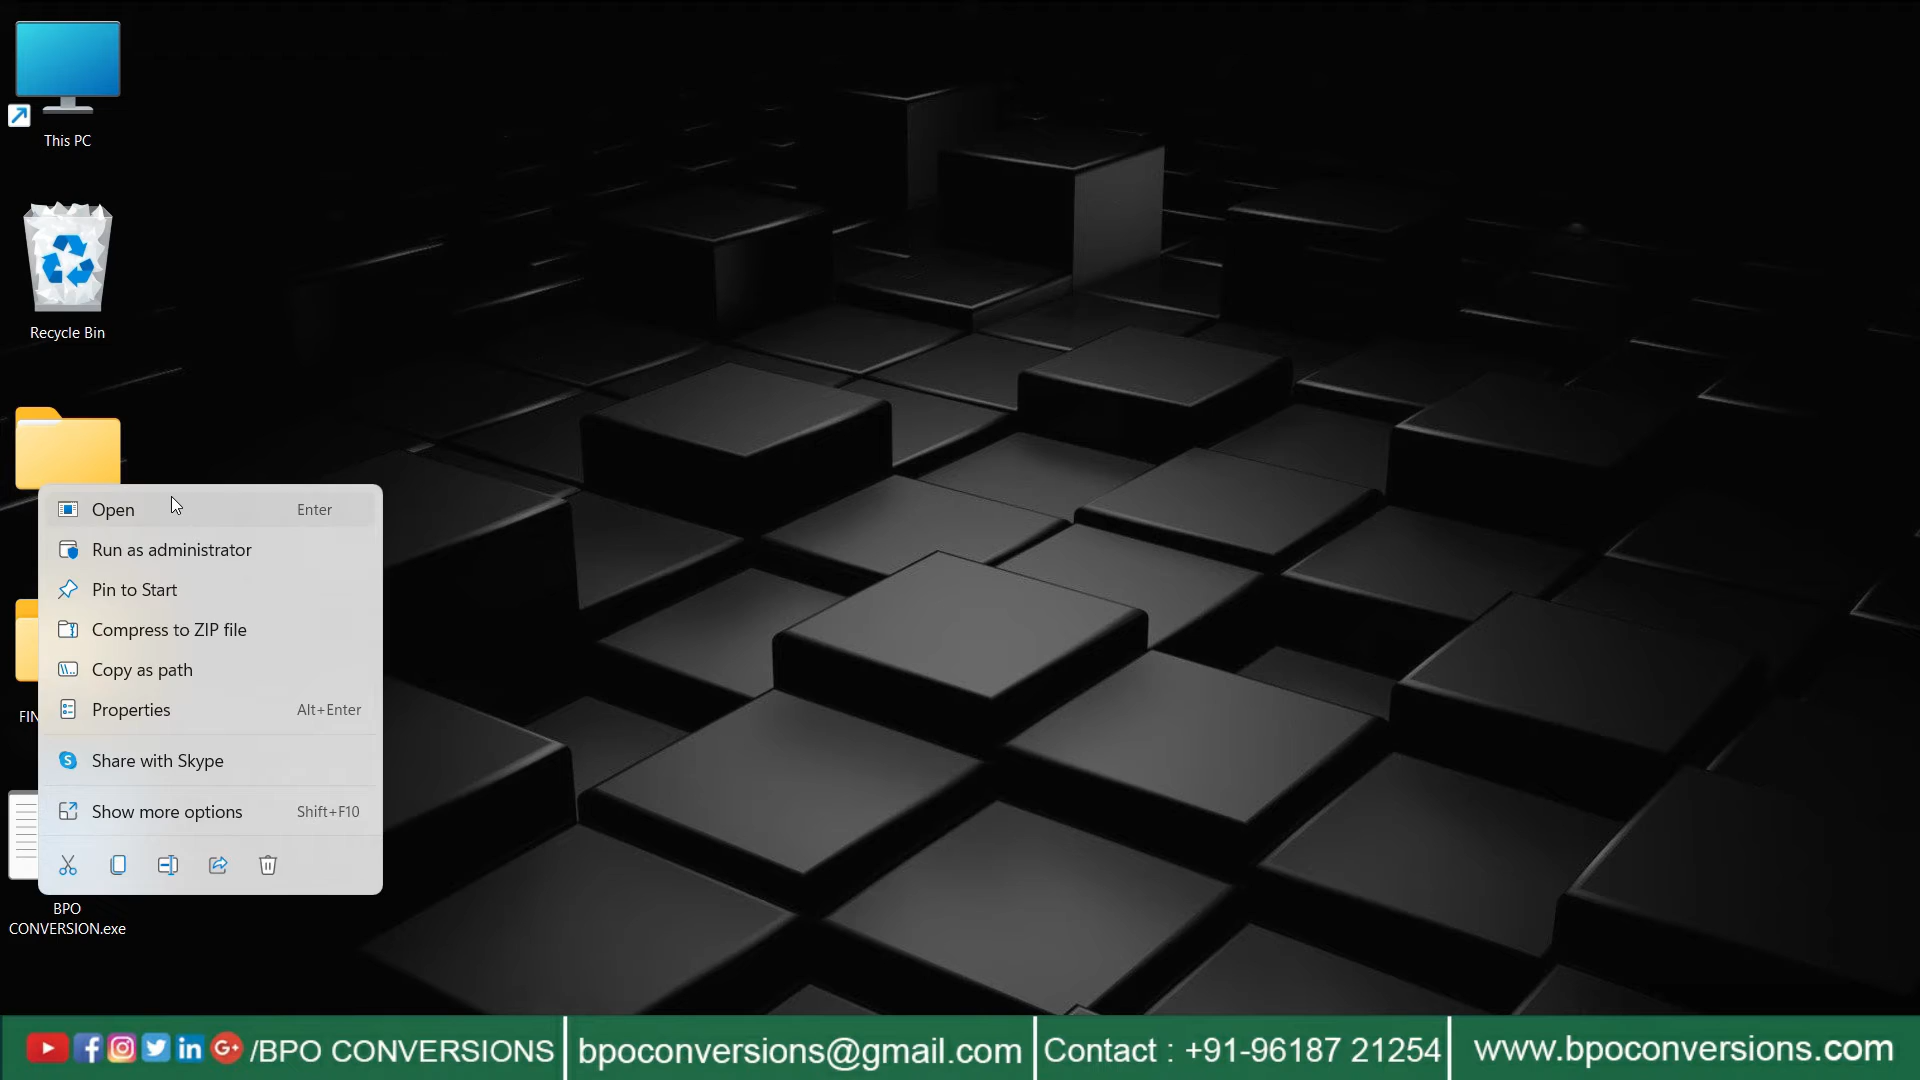 This PC
Recycle Bin
Open Enter
Run as administrator
Pin to Start
Compress to ZIP file
Copy as path
Properties Alt+Enter
FIN
Share with Skype
Show more options Shift+F10
BPO
CONVERSION.exe
/BPO CONVERSIONS bpoconversions@gmail.com Contact : +91-96187 21254 www.bpoconversions.com